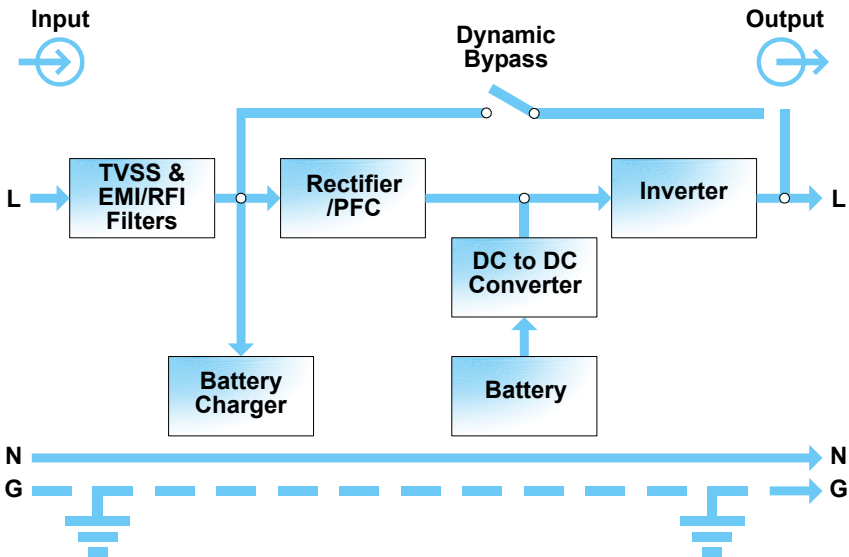 Input
Output
Dynamic
Bypass
L
TVSS &
EMI/RFI
Filters
Rectifier
/PFC
Inverter
L
DC to DC
Converter
Battery
Charger
Battery
N
N
G
G